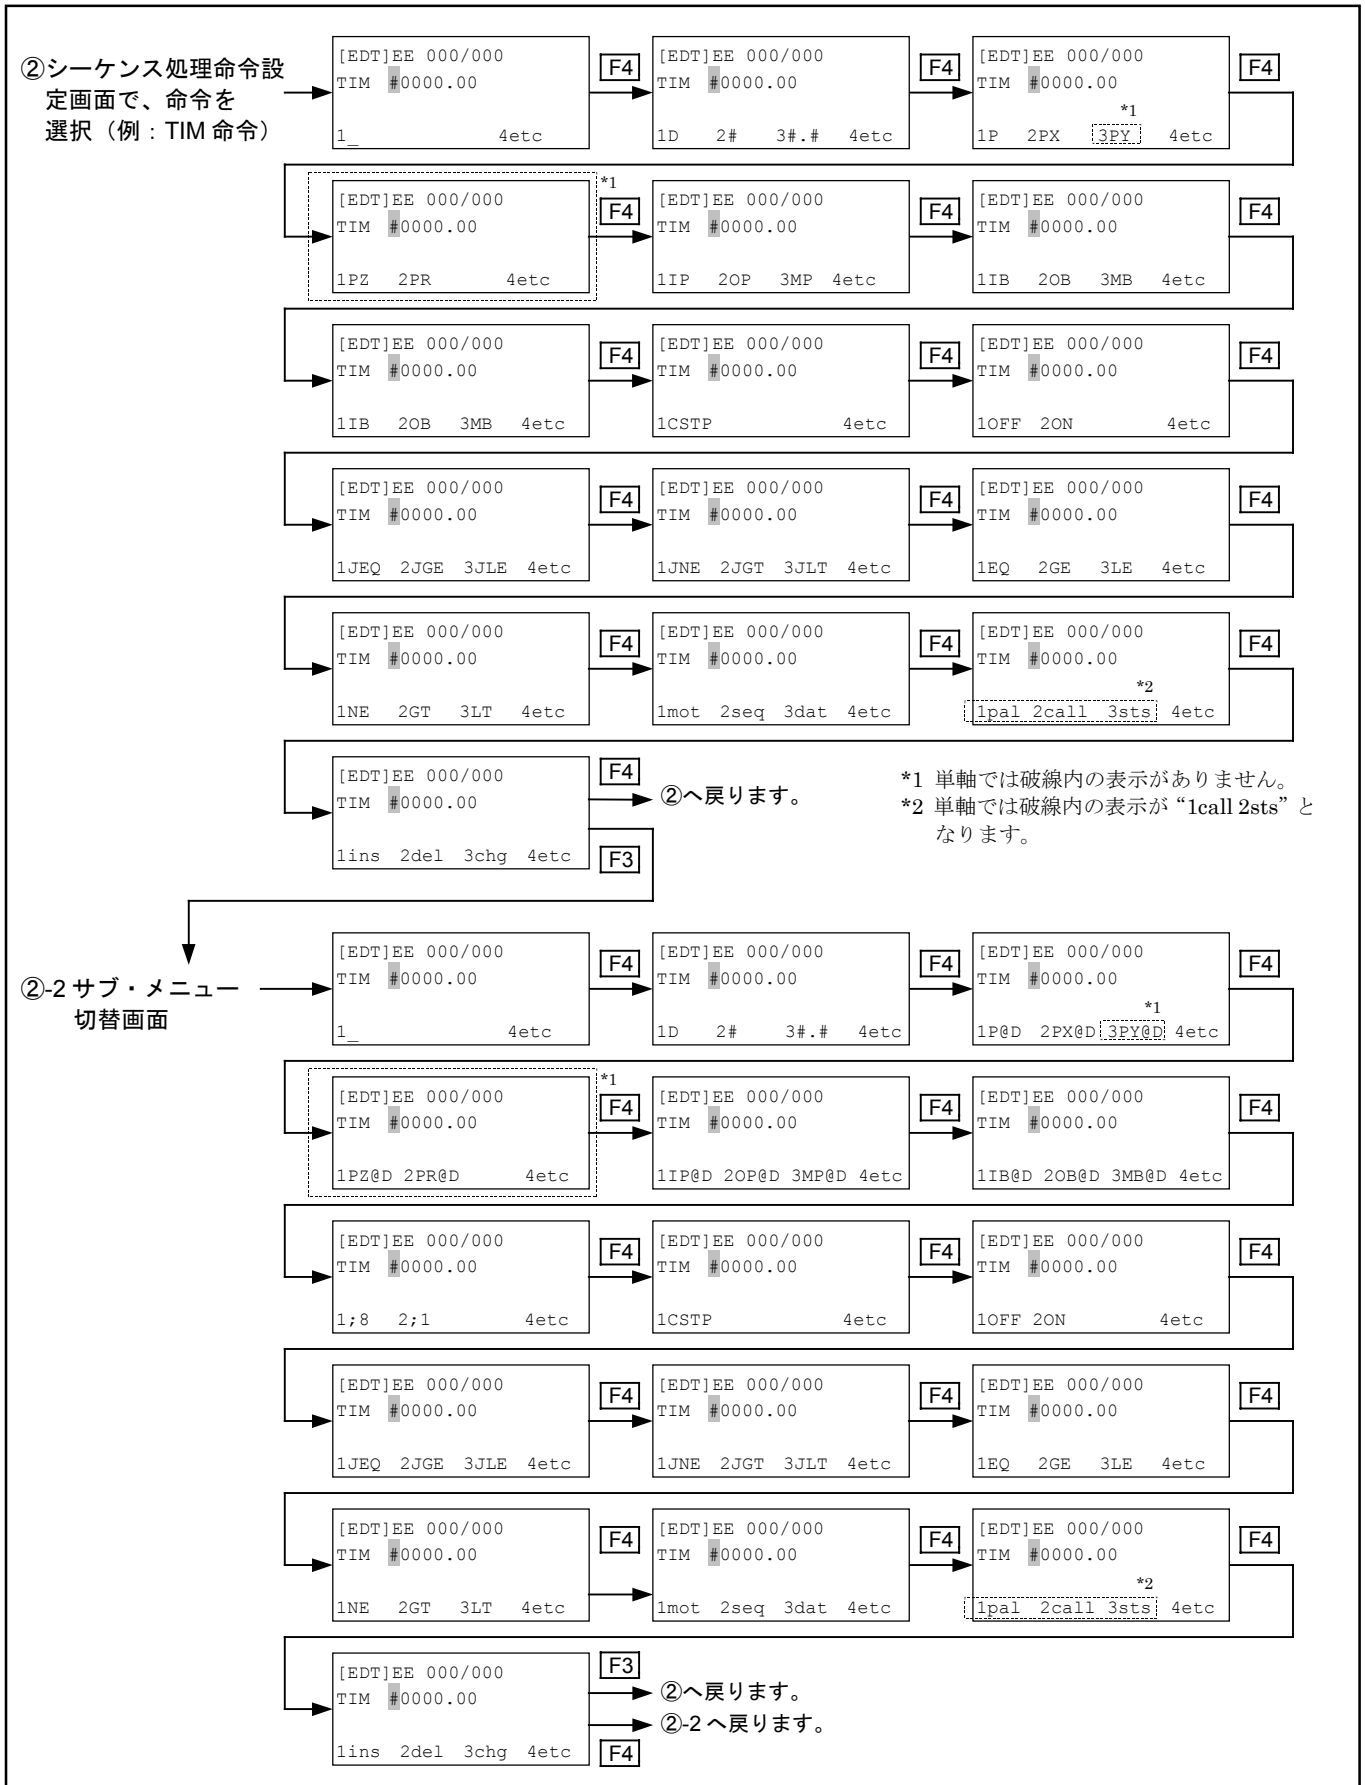 ②シーケンス処理命令設
定画面で、命令を
選択（例：TIM 命令）
[EDT]EE 000/000
TIM #0000.00
1_ 4etc
F4
[EDT]EE 000/000
TIM #0000.00
1D 2# 3#.# 4etc
F4
[EDT]EE 000/000
TIM #0000.00
*1
1P 2PX 3PY 4etc
F4
[EDT]EE 000/000
TIM #0000.00
1PZ 2PR 4etc
*1
F4
[EDT]EE 000/000
TIM #0000.00
1IP 2OP 3MP 4etc
F4
[EDT]EE 000/000
TIM #0000.00
1IB 2OB 3MB 4etc
F4
[EDT]EE 000/000
TIM #0000.00
1IB 2OB 3MB 4etc
F4
[EDT]EE 000/000
TIM #0000.00
1CSTP 4etc
F4
[EDT]EE 000/000
TIM #0000.00
1OFF 2ON 4etc
F4
[EDT]EE 000/000
TIM #0000.00
1JEQ 2JGE 3JLE 4etc
F4
[EDT]EE 000/000
TIM #0000.00
1JNE 2JGT 3JLT 4etc
F4
[EDT]EE 000/000
TIM #0000.00
1EQ 2GE 3LE 4etc
F4
[EDT]EE 000/000
TIM #0000.00
1NE 2GT 3LT 4etc
F4
[EDT]EE 000/000
TIM #0000.00
1mot 2seq 3dat 4etc
F4
[EDT]EE 000/000
TIM #0000.00
*2
1pal 2call 3sts 4etc
F4
[EDT]EE 000/000
TIM #0000.00
1ins 2del 3chg 4etc
F4
②へ戻ります。
F3
*1 単軸では破線内の表示がありません。
*2 単軸では破線内の表示が “1call 2sts” と
なります。
②-2 サブ・メニュー
切替画面
[EDT]EE 000/000
TIM #0000.00
1_ 4etc
F4
[EDT]EE 000/000
TIM #0000.00
1D 2# 3#.# 4etc
F4
[EDT]EE 000/000
TIM #0000.00
*1
1P@D 2PX@D 3PY@D 4etc
F4
[EDT]EE 000/000
TIM #0000.00
1PZ@D 2PR@D 4etc
*1
F4
[EDT]EE 000/000
TIM #0000.00
1IP@D 2OP@D 3MP@D 4etc
F4
[EDT]EE 000/000
TIM #0000.00
1IB@D 2OB@D 3MB@D 4etc
F4
[EDT]EE 000/000
TIM #0000.00
1;8 2;1 4etc
F4
[EDT]EE 000/000
TIM #0000.00
1CSTP 4etc
F4
[EDT]EE 000/000
TIM #0000.00
1OFF 2ON 4etc
F4
[EDT]EE 000/000
TIM #0000.00
1JEQ 2JGE 3JLE 4etc
F4
[EDT]EE 000/000
TIM #0000.00
1JNE 2JGT 3JLT 4etc
F4
[EDT]EE 000/000
TIM #0000.00
1EQ 2GE 3LE 4etc
F4
[EDT]EE 000/000
TIM #0000.00
1NE 2GT 3LT 4etc
F4
[EDT]EE 000/000
TIM #0000.00
1mot 2seq 3dat 4etc
F4
[EDT]EE 000/000
TIM #0000.00
*2
1pal 2call 3sts 4etc
F4
[EDT]EE 000/000
TIM #0000.00
1ins 2del 3chg 4etc
F3
②へ戻ります。
②-2 へ戻ります。
F4